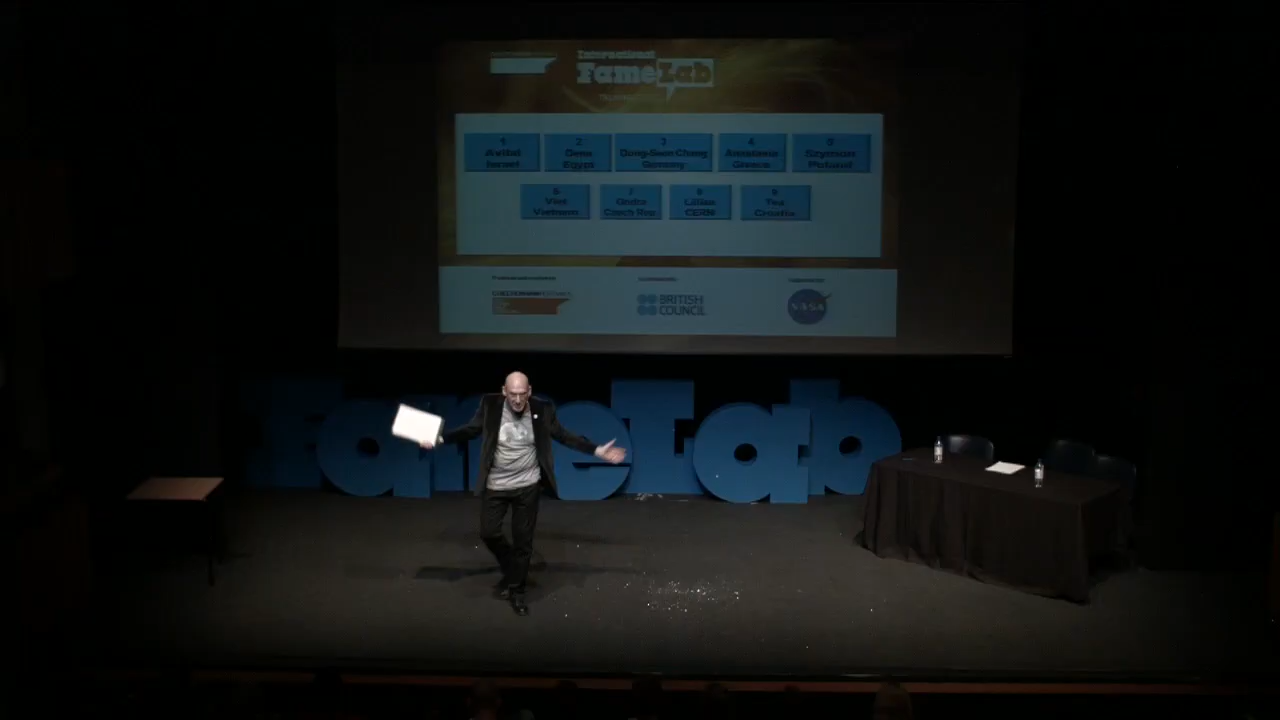 International
FameLab
1
Avital
Israel
2
Dena
Egypt
3
Dong-Seon Chang
Germany
4
Anastasia
Greece
5
Szymon
Poland
6
Viet
Vietnam
7
Ondra
Czech Rep.
8
Lillian
CERN
9
Tea
Croatia
BRITISH
COUNCIL
NASA
FameLab